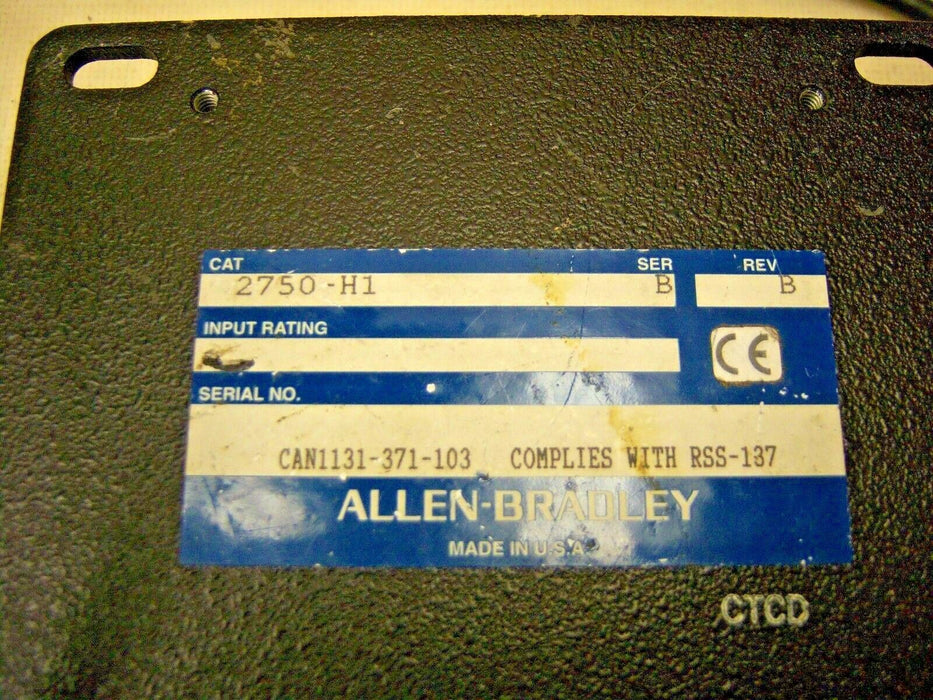 CAT SER REV
2750-H1 B B
INPUT RATING
CE
SERIAL NO.
CAN1131-371-103 COMPLIES WITH RSS-137
ALLEN-BRADLEY
MADE IN U.S.A
CTCD